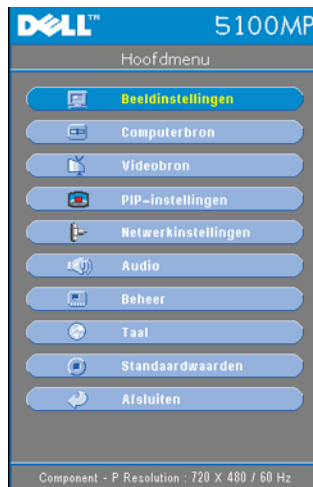 DELL™ 5100MP
Hoofdmenu
Beeldinstellingen
Computerbron
Videobron
PIP-instellingen
Netwerkinstellingen
Audio
Beheer
Taal
Standaardwaarden
Afsluiten
Component - P Resolution : 720 X 480 / 60 Hz